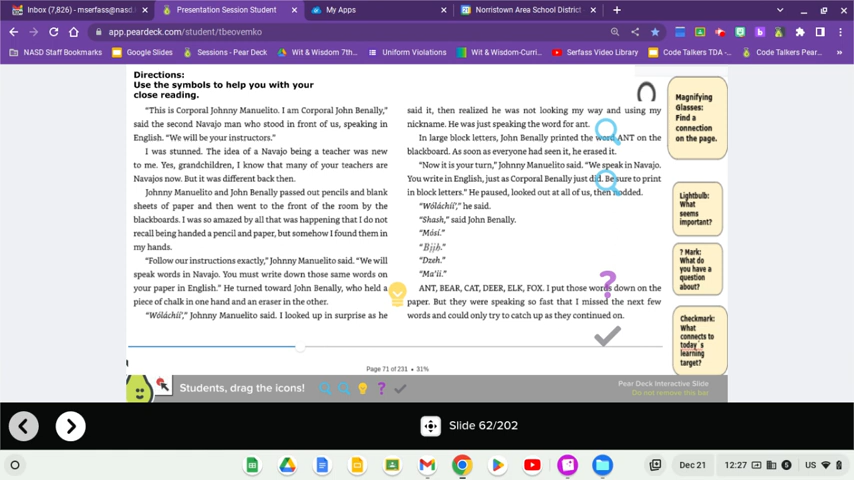 Inbox (7,826) - mserfass@nasd.
Presentation Session Student
My Apps
Norristown Area School District
app.peardeck.com/student/tbeovemko
NASD Staff Bookmarks
Google Slides
Sessions - Pear Deck
Wit & Wisdom 7th...
Uniform Violations
Wit & Wisdom-Curri...
Serfass Video Library
Code Talkers TDA -...
Code Talkers Pear...
Directions:
Use the symbols to help you with your
close reading.
"This is Corporal Johnny Manuelito. I am Corporal John Benally,"
said the second Navajo man who stood in front of us, speaking in
English. "We will be your instructors."
I was stunned. The idea of a Navajo being a teacher was new
to me. Yes, grandchildren, I know that many of your teachers are
Navajos now. But it was different back then.
Johnny Manuelito and John Benally passed out pencils and blank
sheets of paper and then went to the front of the room by the
blackboards. I was so amazed by all that was happening that I do not
recall being handed a pencil and paper, but somehow I found them in
my hands.
"Follow our instructions exactly," Johnny Manuelito said. "We will
speak words in Navajo. You must write down those same words on
your paper in English." He turned toward John Benally, who held a
piece of chalk in one hand and an eraser in the other.
"Wóláchíí'," Johnny Manuelito said. I looked up in surprise as he
said it, then realized he was not looking my way and using my
nickname. He was just speaking the word for ant.
In large block letters, John Benally printed the word ANT on the
blackboard. As soon as everyone had seen it, he erased it.
"Now it is your turn," Johnny Manuelito said. "We speak in Navajo.
You write in English, just as Corporal Benally just did. Be sure to print
in block letters." He paused, looked out at all of us, then nodded.
"Wóláchíí," he said.
"Shash," said John Benally.
"Mósí."
"Dzeh."
"Ma'ii."
ANT, BEAR, CAT, DEER, ELK, FOX. I put those words down on the
paper. But they were speaking so fast that I missed the next few
words and could only try to catch up as they continued on.
Magnifying
Glasses:
Find a
connection
on the page.
Lightbulb:
What
seems
important?
? Mark:
What do
you have a
question
about?
Checkmark:
What
connects to
today's
learning
target?
Page 71 of 231 • 31%
Students, drag the icons!
Pear Deck Interactive Slide
Do not remove this bar
Slide 62/202
Dec 21
12:27
US